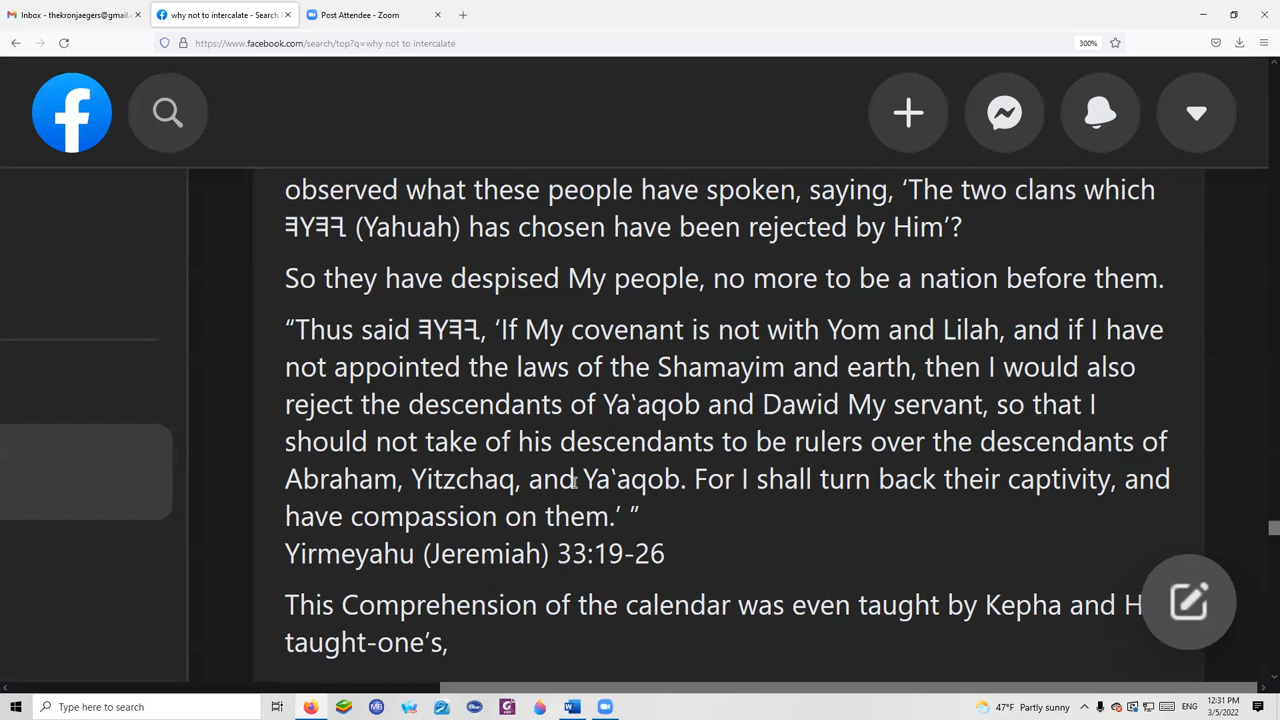 Inbox - thekronjaegers@gmail.c
why not to intercalate - Search
Post Attendee - Zoom
https://www.facebook.com/search/top?q=why not to intercalate
300%
observed what these people have spoken, saying, ‘The two clans which
𐤄𐤅𐤄𐤉 (Yahuah) has chosen have been rejected by Him’?
So they have despised My people, no more to be a nation before them.
“Thus said 𐤄𐤅𐤄𐤉, ‘If My covenant is not with Yom and Lilah, and if I have
not appointed the laws of the Shamayim and earth, then I would also
reject the descendants of Ya‛aqob and Dawid My servant, so that I
should not take of his descendants to be rulers over the descendants of
Abraham, Yitzchaq, and Ya‛aqob. For I shall turn back their captivity, and
have compassion on them.’ ”
Yirmeyahu (Jeremiah) 33:19-26
This Comprehension of the calendar was even taught by Kepha and H
taught-one’s,
Type here to search
47°F Partly sunny
ENG
12:31 PM
3/5/2022